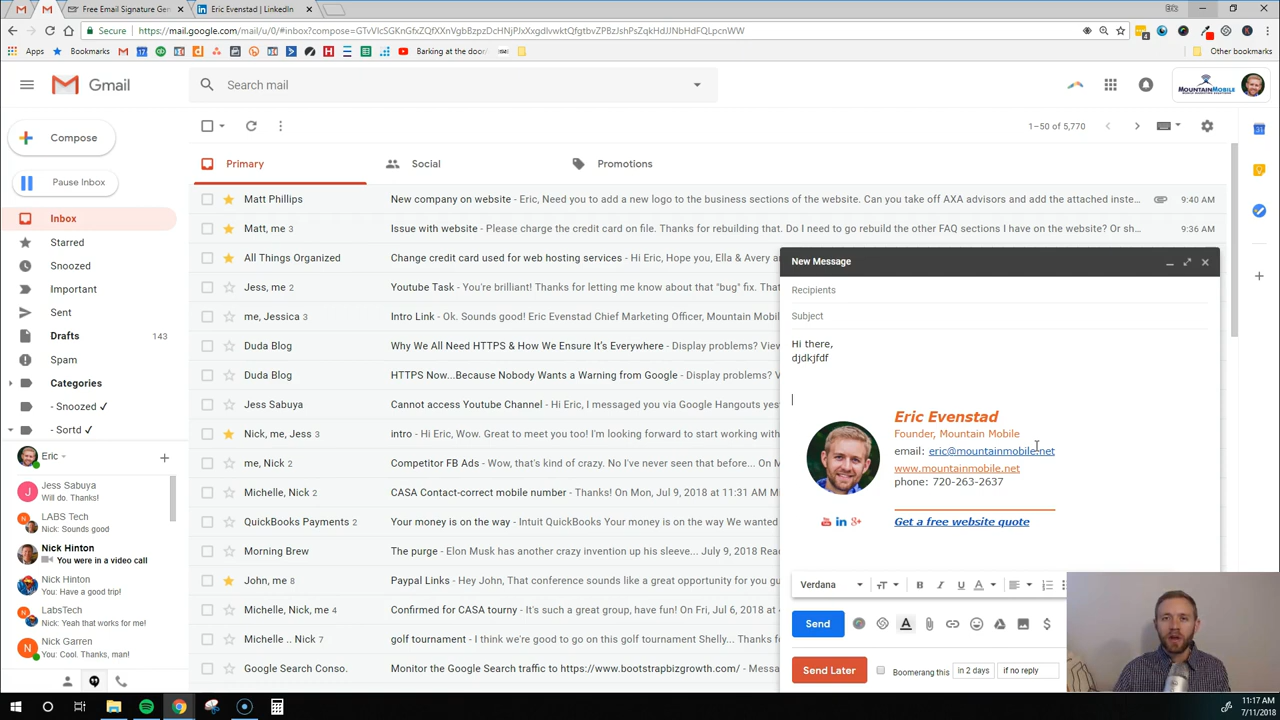 Free Email Signature Gen
Eric Evenstad | LinkedIn
Secure
Apps
Bookmarks
Barking at the door
Other bookmarks
Gmail
Search mail
MOUNTAINMOBILE
Compose
1–50 of 5,770
Primary
Social
Promotions
Pause Inbox
Inbox
Starred
Snoozed
Important
Sent
Drafts 143
Spam
Categories
- Snoozed ✓
- Sortd ✓
Matt Phillips New company on website - Eric, Need you to add a new logo to the business sections of the website. Can you take off AXA advisors and add the attached inste... 9:40 AM
Matt, me 3 Issue with website - Please charge the credit card on file. Thanks for rebuilding that. Do I need to go rebuild the other FAQ sections I have on the website? Or sh... 9:36 AM
All Things Organized Change credit card used for web hosting services - Hi Eric, Hope you, Ella & Avery ar
Jess, me 2 Youtube Task - You're brilliant! Thanks for letting me know about that "bug" fix. That
me, Jessica 3 Intro Link - Ok. Sounds good! Eric Evenstad Chief Marketing Officer, Mountain Mobile
Duda Blog Why We All Need HTTPS & How We Ensure It's Everywhere - Display problems? View
Duda Blog HTTPS Now...Because Nobody Wants a Warning from Google - Display problems? View
Jess Sabuya Cannot access Youtube Channel - Hi Eric, I messaged you via Google Hangouts yest
Nick, me, Jess 3 intro - Hi Eric, Wow. Great to meet you too! I'm looking forward to start working with
me, Nick 2 Competitor FB Ads
Michelle, Nick 2 CASA Contact-correct mobile number - Thanks! On Mon, Jul 9, 2018 at 11:31 AM Mic
QuickBooks Payments 2 Your money is on the way - Intuit QuickBooks Your money is on the way We wanted
Morning Brew The purge - Elon Musk has another crazy invention up his sleeve... July 9, 2018 Rea
John, me 8 Paypal Links - Hey John, That conference sounds like a great opportunity for you gu
Michelle, Nick, me 4 Confirmed for CASA tourny - It's such a great group, have fun! On Fri, Jul 6, 2018 at
Michelle .. Nick 7 golf tournament - I think we're good to go on this golf tournament Shelly... Thanks f
Google Search Conso. Monitor the Google Search traffic to https://www.bootstrapbizgrowth.com/ - Messa
Eric
Jess Sabuya
Will do. Thanks!
LABS Tech
Nick: Sounds good
Nick Hinton
You were in a video call
Nick Hinton
You: Have a good trip!
LabsTech
Nick: Yeah that works for me!
Nick Garren
You: Cool. Thanks, man!
New Message
Recipients
Subject
Hi there,
djdkjfdf
Eric Evenstad
Founder, Mountain Mobile
email: eric@mountainmobile.net
www.mountainmobile.net
phone: 720-263-2637
Get a free website quote
Verdana
Send
Send Later
Boomerang this in 2 days if no reply
11:17 AM
7/11/2018